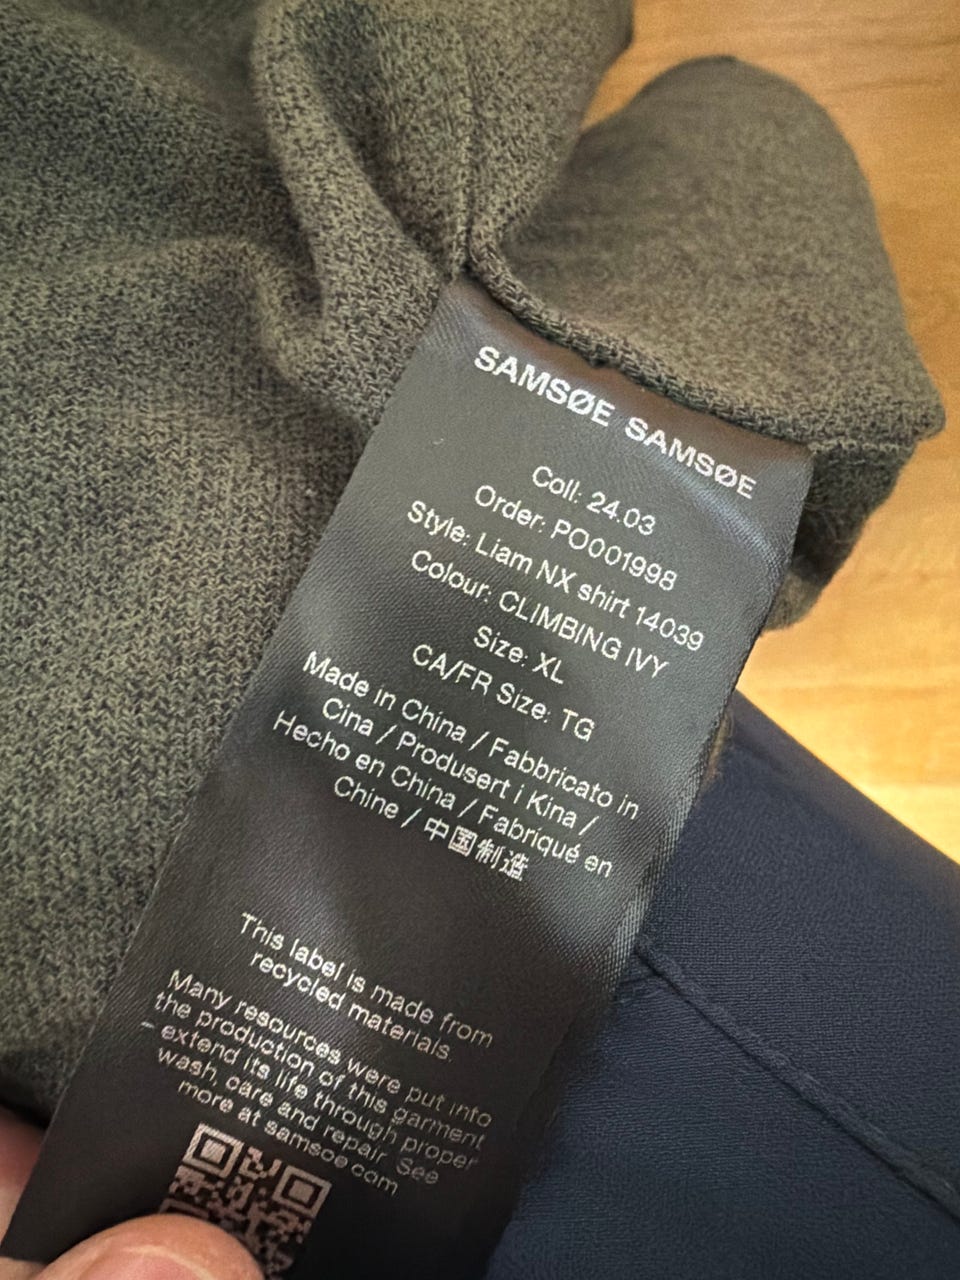 SAMSØE SAMSØE
Coll: 24.03
Order: PO001998
Style: Liam NX shirt 14039
Colour: CLIMBING IVY
Size: XL
CA/FR Size: TG
Made in China / Fabbricato in
Cina / Produsert i Kina /
Hecho en China / Fabriqué en
Chine / 中国制造
This label is made from
recycled materials.
Many resources were put into
the production of this garment
extend its life through proper
wash, care and repair. See
more at samsoe.com